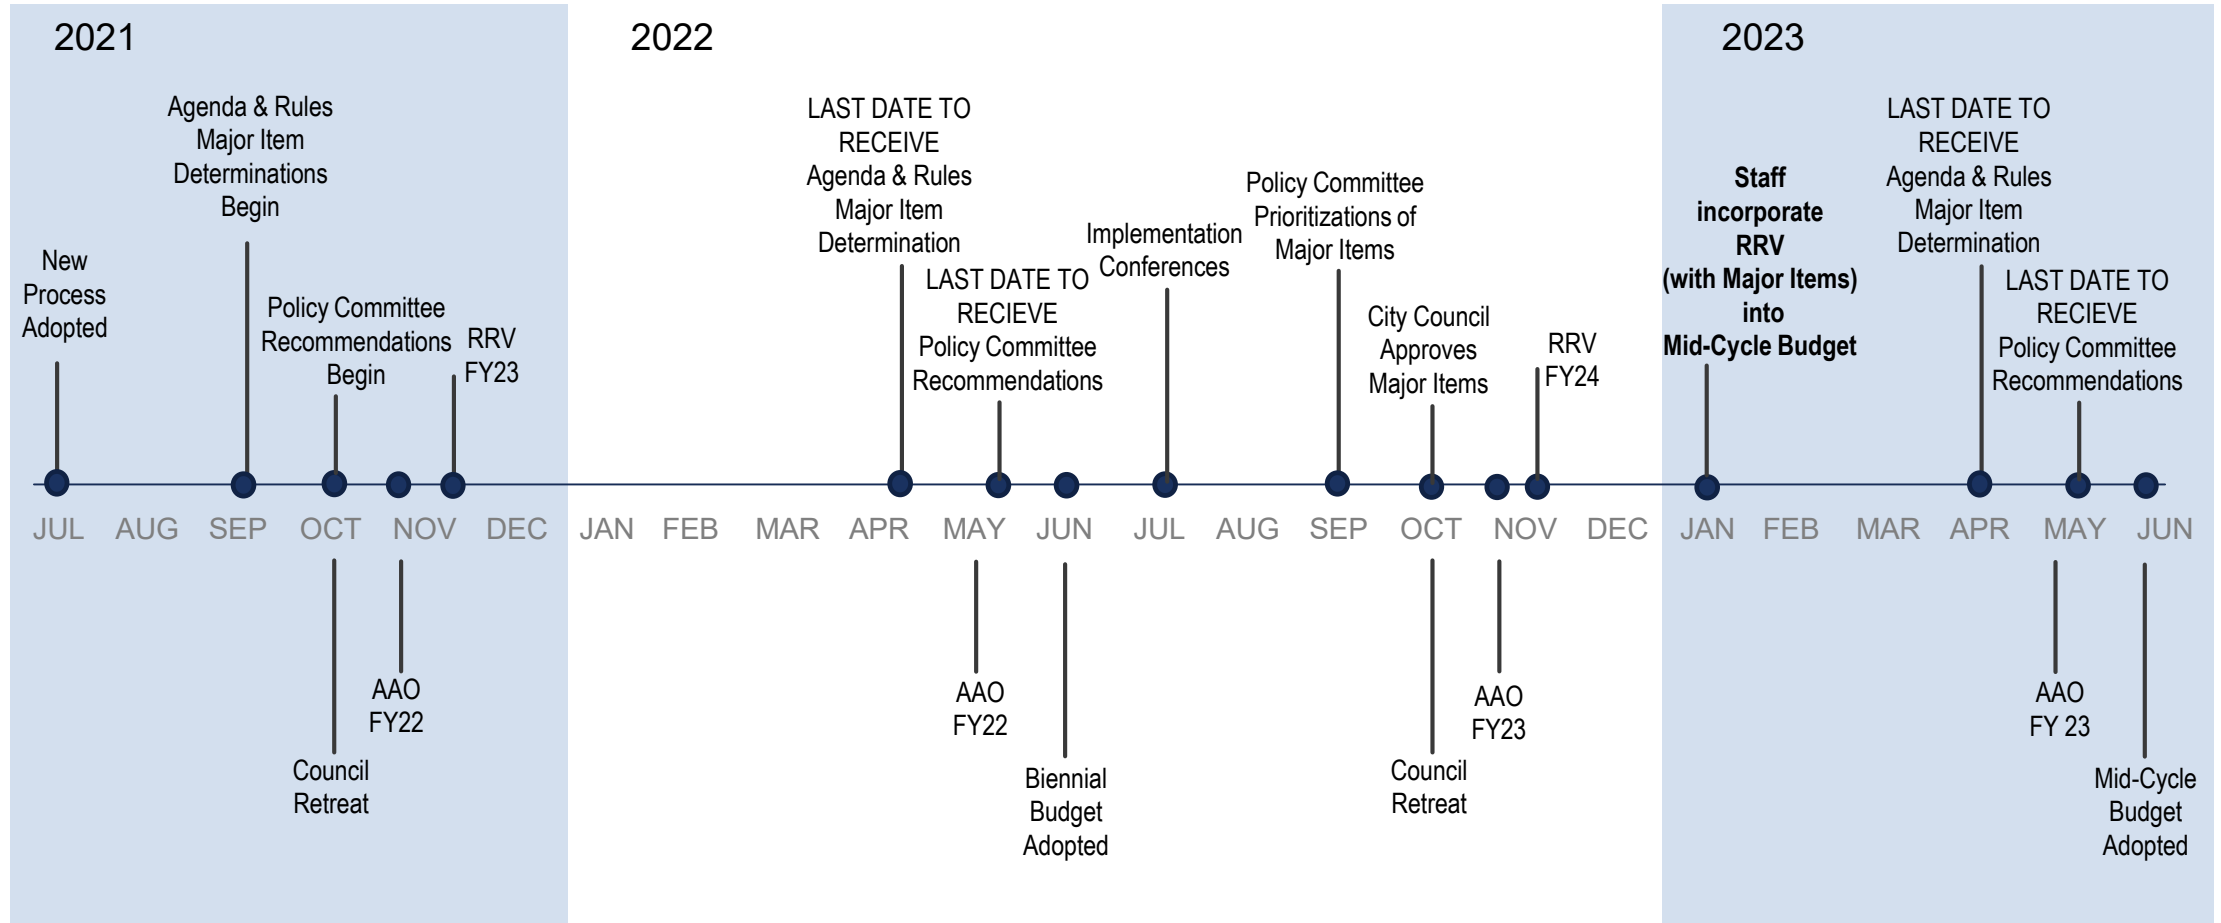 2021
2022
2023
New
Process
Adopted
Agenda & Rules
Major Item
Determinations
Begin
Policy Committee
Recommendations
Begin
RRV
FY23
LAST DATE TO
RECEIVE
Agenda & Rules
Major Item
Determination
LAST DATE TO
RECIEVE
Policy Committee
Recommendations
Implementation
Conferences
Policy Committee
Prioritizations of
Major Items
City Council
Approves
Major Items
RRV
FY24
Staff
incorporate
RRV
(with Major Items)
into
Mid-Cycle Budget
LAST DATE TO
RECEIVE
Agenda & Rules
Major Item
Determination
LAST DATE TO
RECIEVE
Policy Committee
Recommendations
JUL AUG SEP OCT NOV DEC JAN FEB MAR APR MAY JUN JUL AUG SEP OCT NOV DEC JAN FEB MAR APR MAY JUN
Council
Retreat
AAO
FY22
AAO
FY22
Biennial
Budget
Adopted
Council
Retreat
AAO
FY23
AAO
FY 23
Mid-Cycle
Budget
Adopted